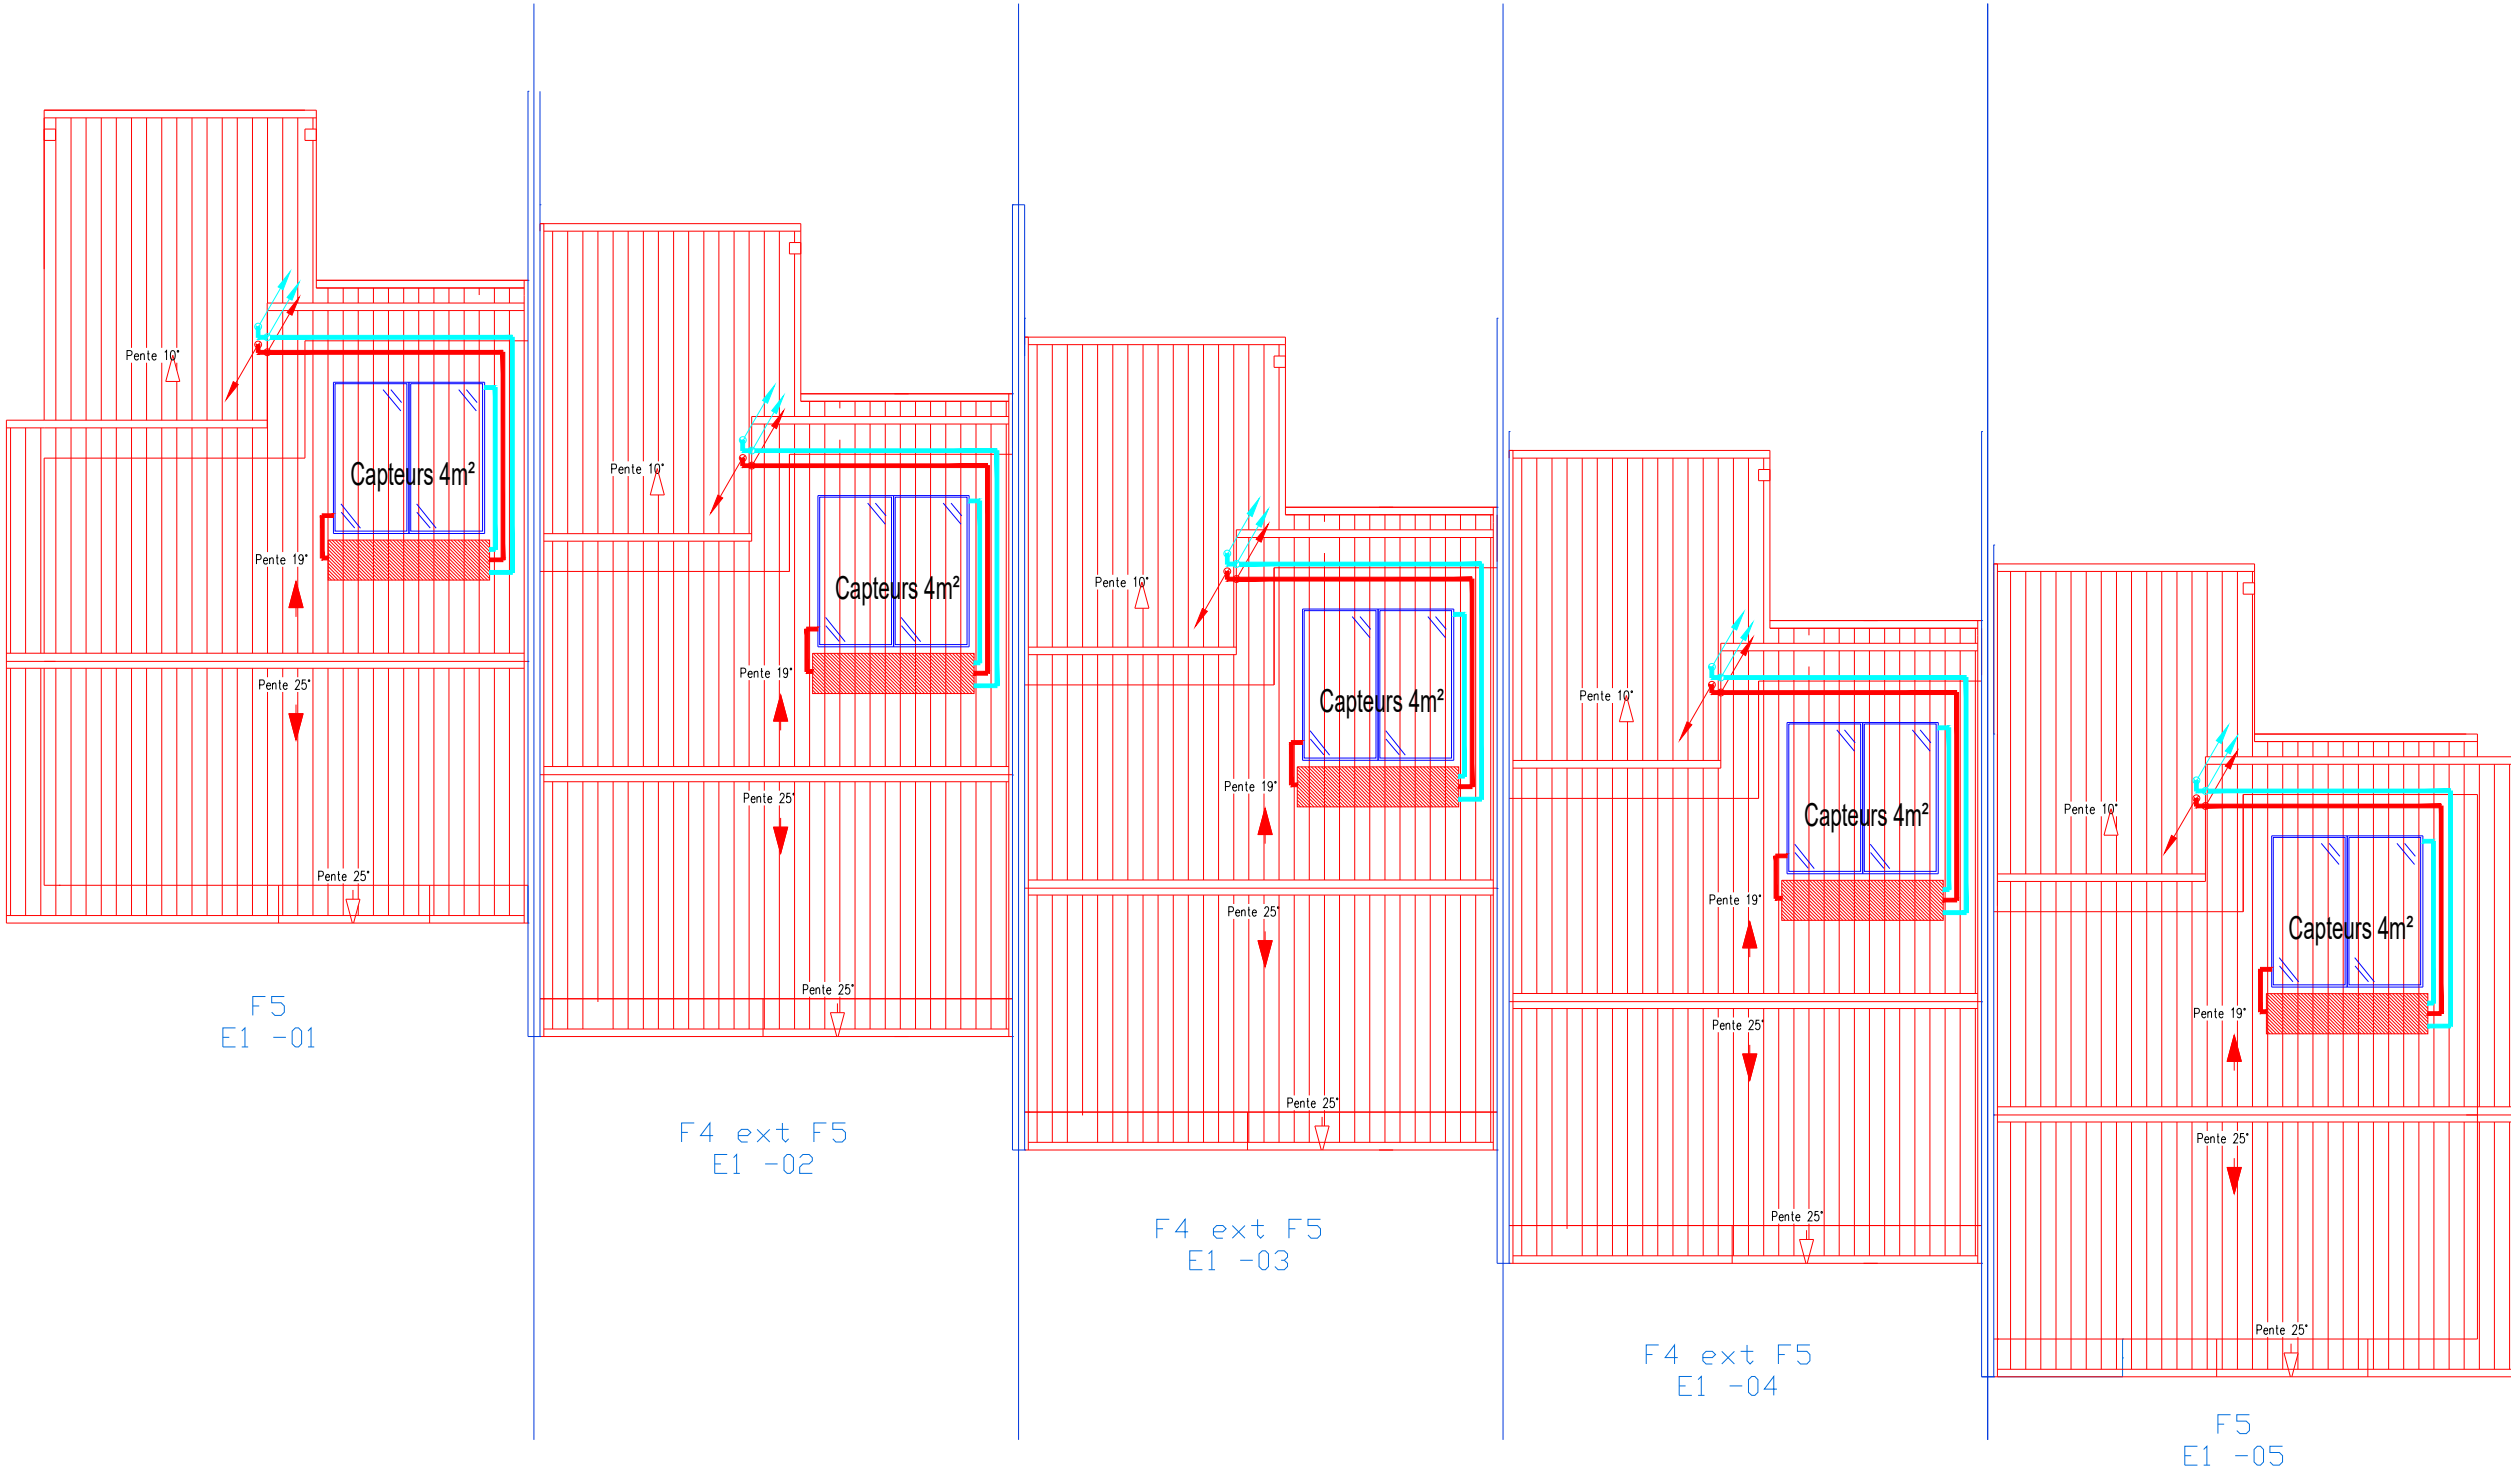 Pente 10°
Capteurs 4m²
Pente 19°
Pente 25°
Pente 25°
F5
E1 -01
Pente 10°
Capteurs 4m²
Pente 19°
Pente 25°
Pente 25°
F4 ext F5
E1 -02
Pente 10°
Capteurs 4m²
Pente 19°
Pente 25°
Pente 25°
F4 ext F5
E1 -03
Pente 10°
Capteurs 4m²
Pente 19°
Pente 25°
Pente 25°
F4 ext F5
E1 -04
Pente 10°
Capteurs 4m²
Pente 19°
Pente 25°
Pente 25°
F5
E1 -05